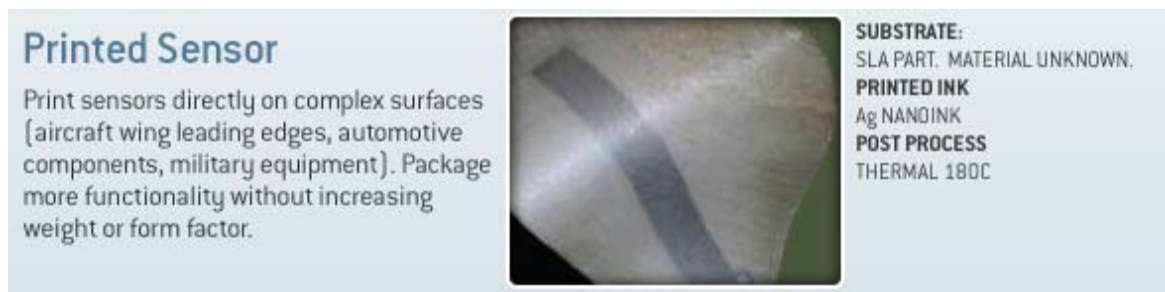 Printed Sensor
Print sensors directly on complex surfaces
(aircraft wing leading edges, automotive
components, military equipment). Package
more functionality without increasing
weight or form factor.
SUBSTRATE:
SLA PART.  MATERIAL UNKNOWN.
PRINTED INK
Ag NANOINK
POST PROCESS
THERMAL 180C